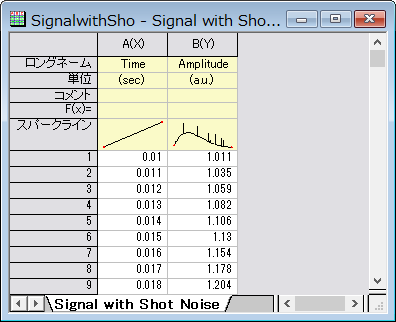 SignalwithSho - Signal with Shot...
A(X) B(Y)
ロングネーム Time Amplitude
単位 (sec) (a.u.)
コメント
F(x)=
スパークライン
1 0.01 1.011
2 0.011 1.035
3 0.012 1.059
4 0.013 1.082
5 0.014 1.106
6 0.015 1.13
7 0.016 1.154
8 0.017 1.178
9 0.018 1.204
Signal with Shot Noise